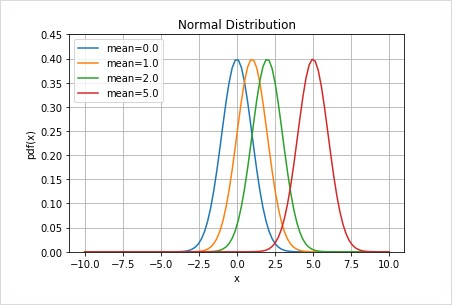 Normal Distribution
mean=0.0
mean=1.0
mean=2.0
mean=5.0
0.45
0.40
0.35
0.30
0.25
0.20
0.15
0.10
0.05
0.00
pdf(x)
−10.0 −7.5 −5.0 −2.5 0.0 2.5 5.0 7.5 10.0
x